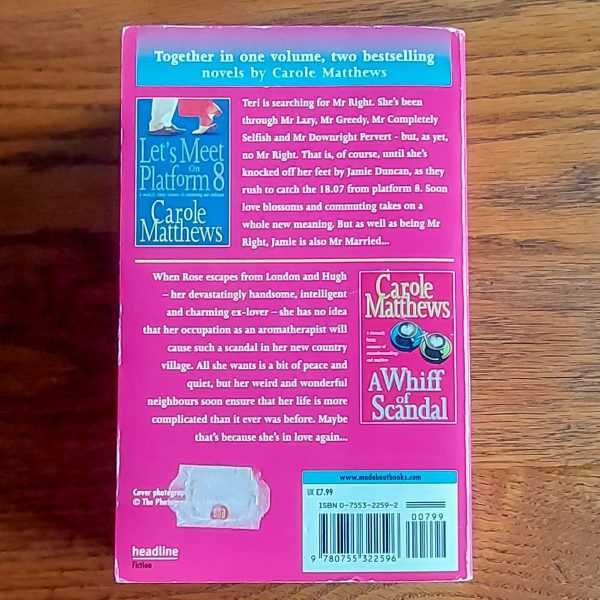 Together in one volume, two bestselling
novels by Carole Matthews
Let's Meet
On
Platform 8
Carole
Matthews
Teri is searching for Mr Right. She's been
through Mr Lazy, Mr Greedy, Mr Completely
Selfish and Mr Downright Pervert - but, as yet,
no Mr Right. That is, of course, until she's
knocked off her feet by Jamie Duncan, as they
rush to catch the 18.07 from platform 8. Soon
love blossoms and commuting takes on a
whole new meaning. But as well as being Mr
Right, Jamie is also Mr Married...
When Rose escapes from London and Hugh
– her devastatingly handsome, intelligent
and charming ex-lover – she has no idea
that her occupation as an aromatherapist will
cause such a scandal in her new country
village. All she wants is a bit of peace and
quiet, but her weird and wonderful
neighbours soon ensure that her life is more
complicated than it ever was before. Maybe
that's because she's in love again...
Carole
Matthews
A Whiff
of
Scandal
Cover photograp
© The Photogra
headline
Fiction
www.madaboutbooks.com
UK £7.99
ISBN 0-7553-2259-2
00799
9 780755 322596